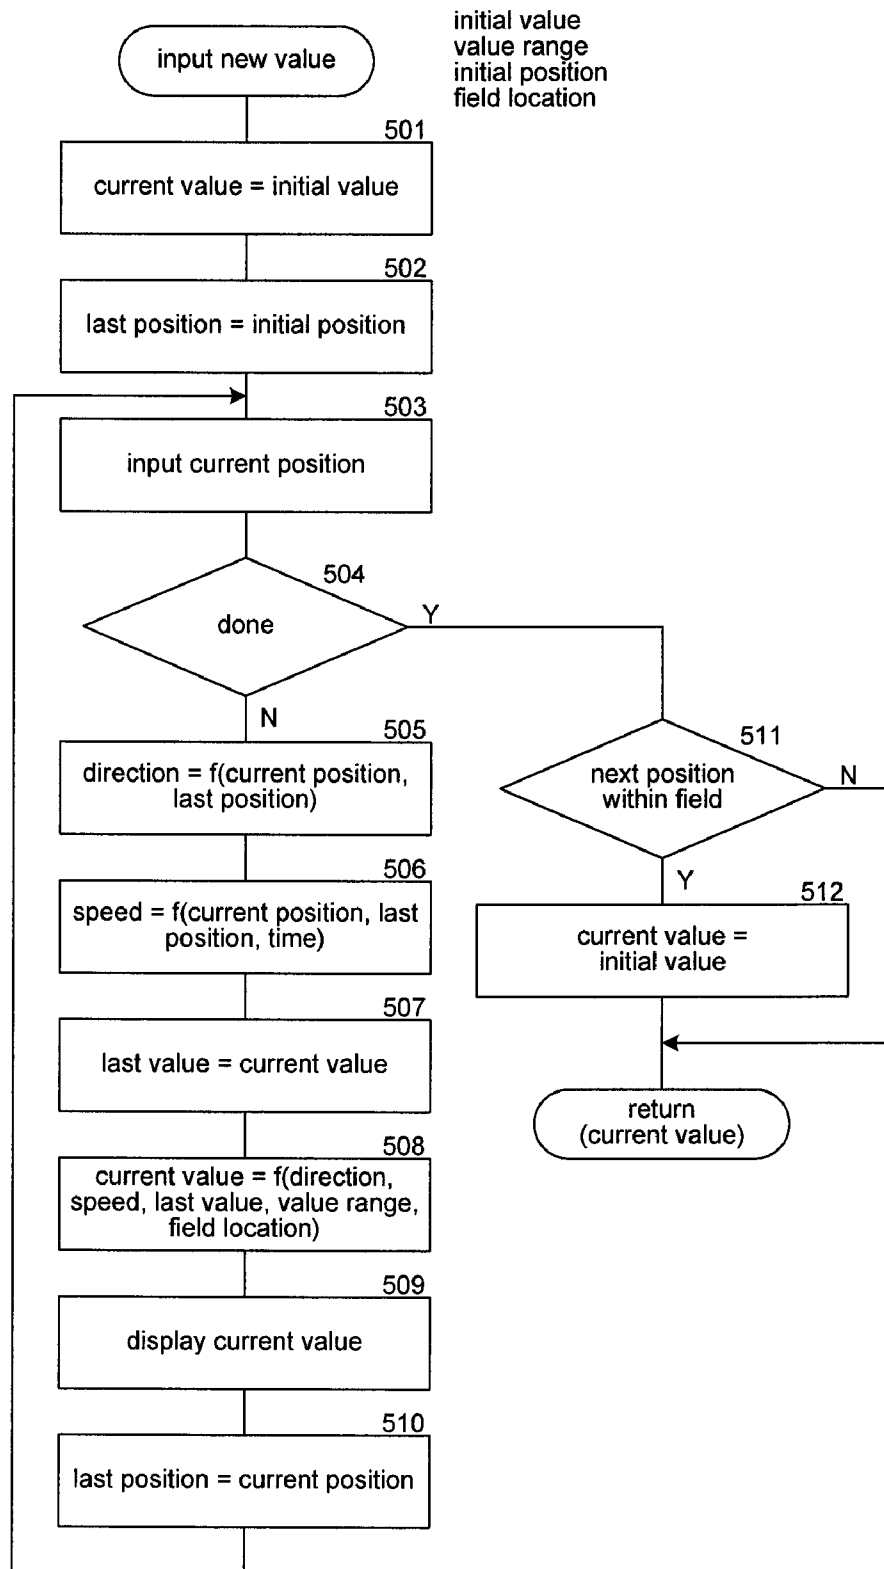 input new value
initial value
value range
initial position
field location
501
current value = initial value
502
last position = initial position
503
input current position
504
done
Y
N
505
direction = f(current position,
last position)
506
speed = f(current position, last
position, time)
507
last value = current value
508
current value = f(direction,
speed, last value, value range,
field location)
509
display current value
510
last position = current position
511
next position
within field
N
Y
512
current value =
initial value
return
(current value)